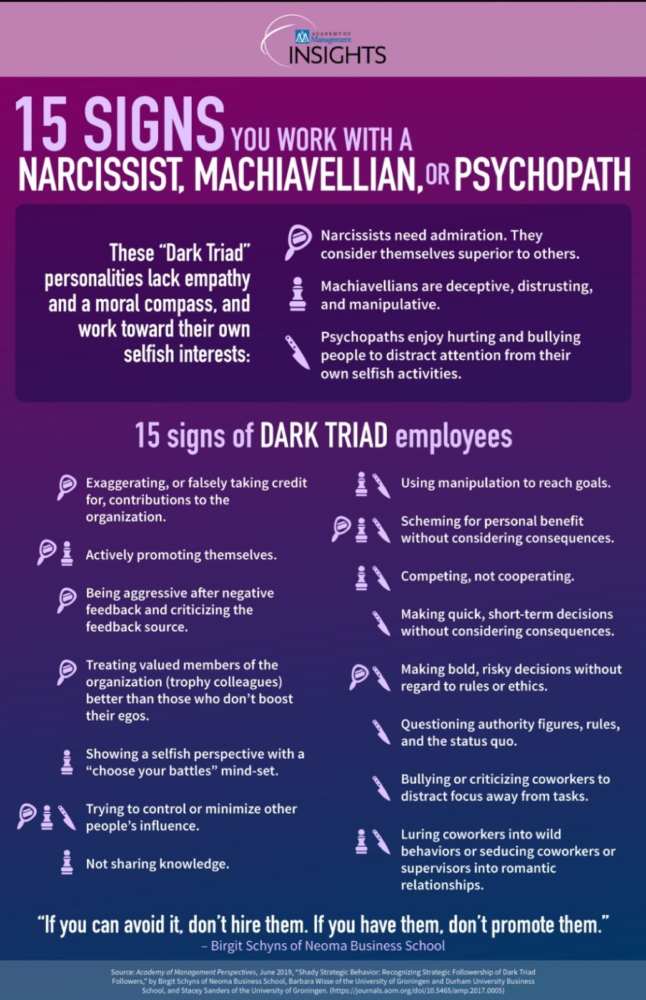 ACADEMY OF
Management
INSIGHTS
15 SIGNS YOU WORK WITH A
NARCISSIST, MACHIAVELLIAN, OR PSYCHOPATH
These “Dark Triad”
personalities lack empathy
and a moral compass, and
work toward their own
selfish interests:
Narcissists need admiration. They
consider themselves superior to others.
Machiavellians are deceptive, distrusting,
and manipulative.
Psychopaths enjoy hurting and bullying
people to distract attention from their
own selfish activities.
15 signs of DARK TRIAD employees
Exaggerating, or falsely taking credit
for, contributions to the
organization.
Actively promoting themselves.
Being aggressive after negative
feedback and criticizing the
feedback source.
Treating valued members of the
organization (trophy colleagues)
better than those who don’t boost
their egos.
Showing a selfish perspective with a
“choose your battles” mind-set.
Trying to control or minimize other
people’s influence.
Not sharing knowledge.
Using manipulation to reach goals.
Scheming for personal benefit
without considering consequences.
Competing, not cooperating.
Making quick, short-term decisions
without considering consequences.
Making bold, risky decisions without
regard to rules or ethics.
Questioning authority figures, rules,
and the status quo.
Bullying or criticizing coworkers to
distract focus away from tasks.
Luring coworkers into wild
behaviors or seducing coworkers or
supervisors into romantic
relationships.
“If you can avoid it, don’t hire them. If you have them, don’t promote them.”
– Birgit Schyns of Neoma Business School
Source: Academy of Management Perspectives, June 2019, “Shady Strategic Behavior: Recognizing Strategic Followership of Dark Triad
Followers,” by Birgit Schyns of Neoma Business School, Barbara Wisse of the University of Groningen and Durham University Business
School, and Stacey Sanders of the University of Groningen. (https://journals.aom.org/doi/10.5465/amp.2017.0005)